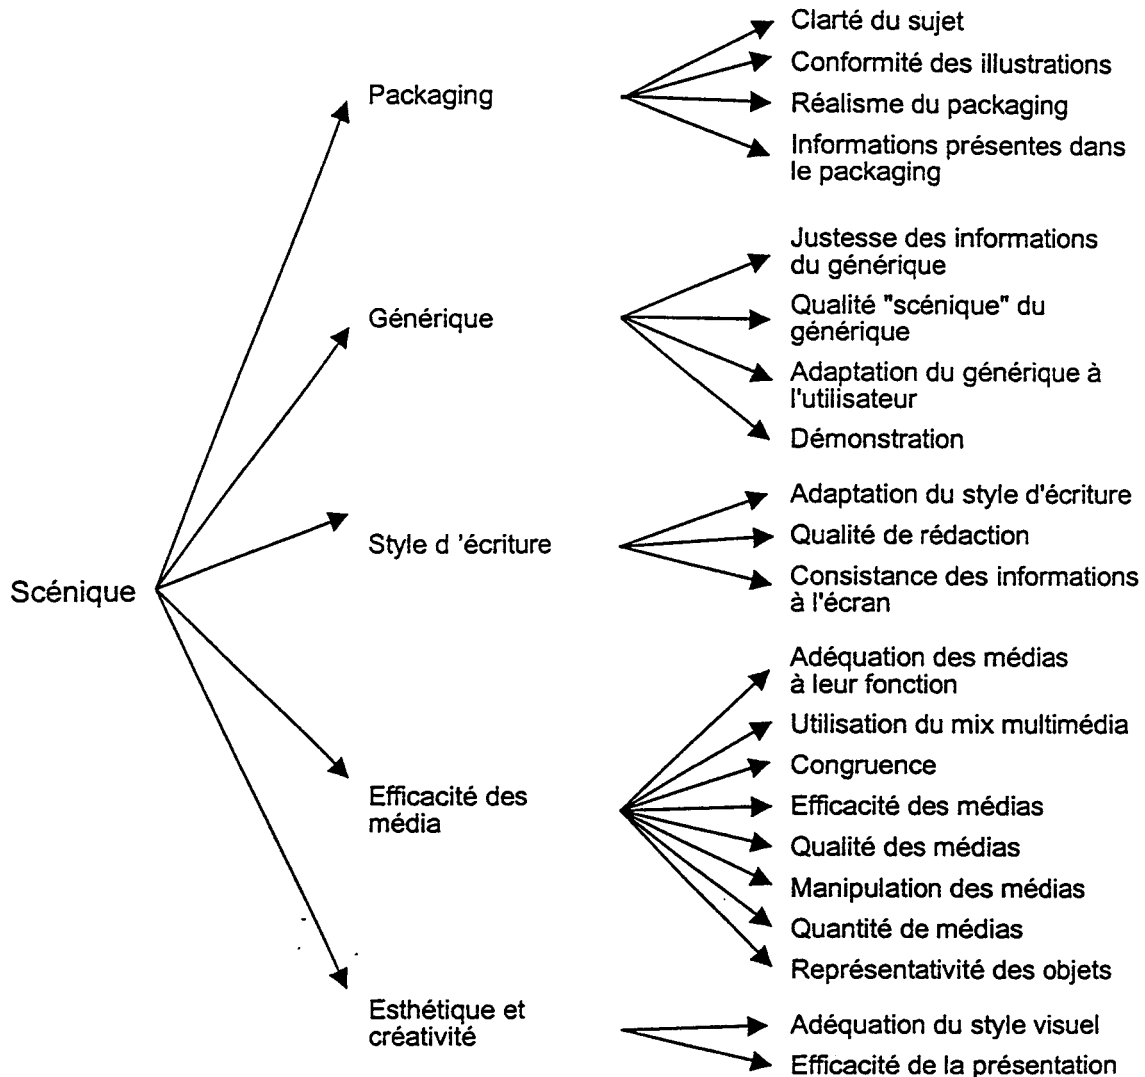 Scénique
Packaging
Clarté du sujet
Conformité des illustrations
Réalisme du packaging
Informations présentes dans
le packaging
Générique
Justesse des informations
du générique
Qualité "scénique" du
générique
Adaptation du générique à
l'utilisateur
Démonstration
Style d 'écriture
Adaptation du style d'écriture
Qualité de rédaction
Consistance des informations
à l'écran
Efficacité des
média
Adéquation des médias
à leur fonction
Utilisation du mix multimédia
Congruence
Efficacité des médias
Qualité des médias
Manipulation des médias
Quantité de médias
Représentativité des objets
Esthétique et
créativité
Adéquation du style visuel
Efficacité de la présentation